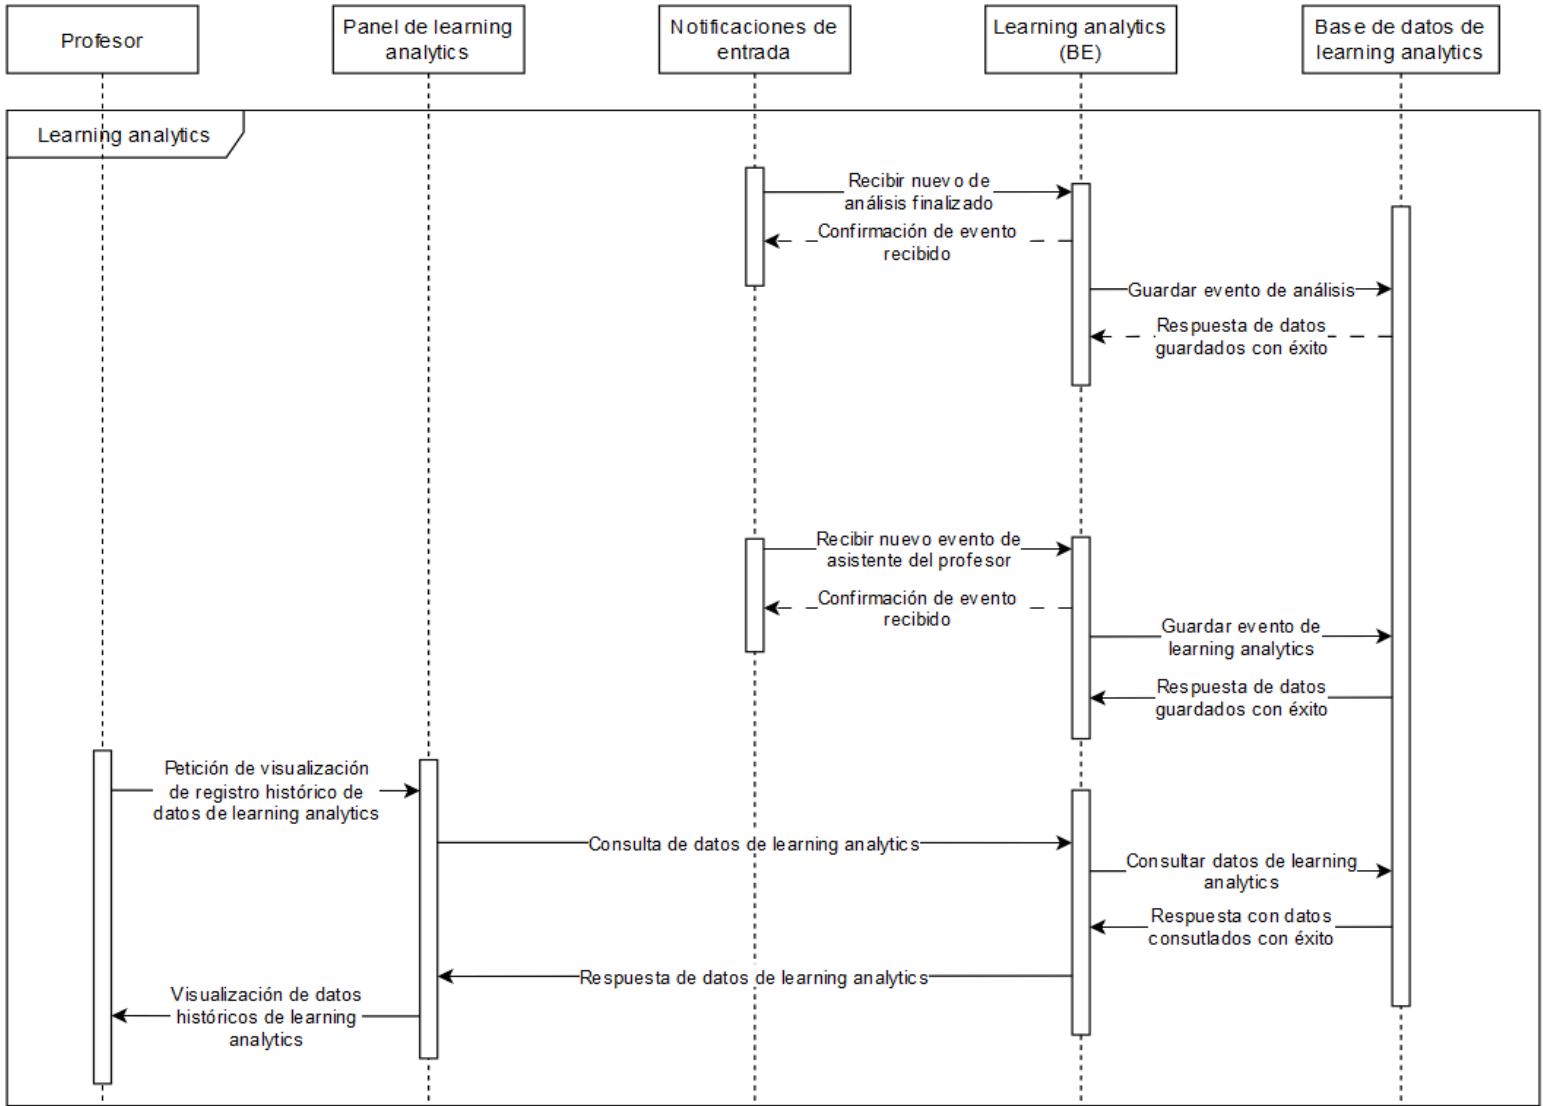 Profesor
Panel de learning
analytics
Notificaciones de
entrada
Learning analytics
(BE)
Base de datos de
learning analytics
Learning analytics
Recibir nuevo de
análisis finalizado
Confirmación de evento
recibido
Guardar evento de análisis
Respuesta de datos
guardados con éxito
Recibir nuevo evento de
asistente del profesor
Confirmación de evento
recibido
Guardar evento de
learning analytics
Respuesta de datos
guardados con éxito
Petición de visualización
de registro histórico de
datos de learning analytics
Consulta de datos de learning analytics
Consultar datos de learning
analytics
Respuesta con datos
consutlados con éxito
Respuesta de datos de learning analytics
Visualización de datos
históricos de learning
analytics